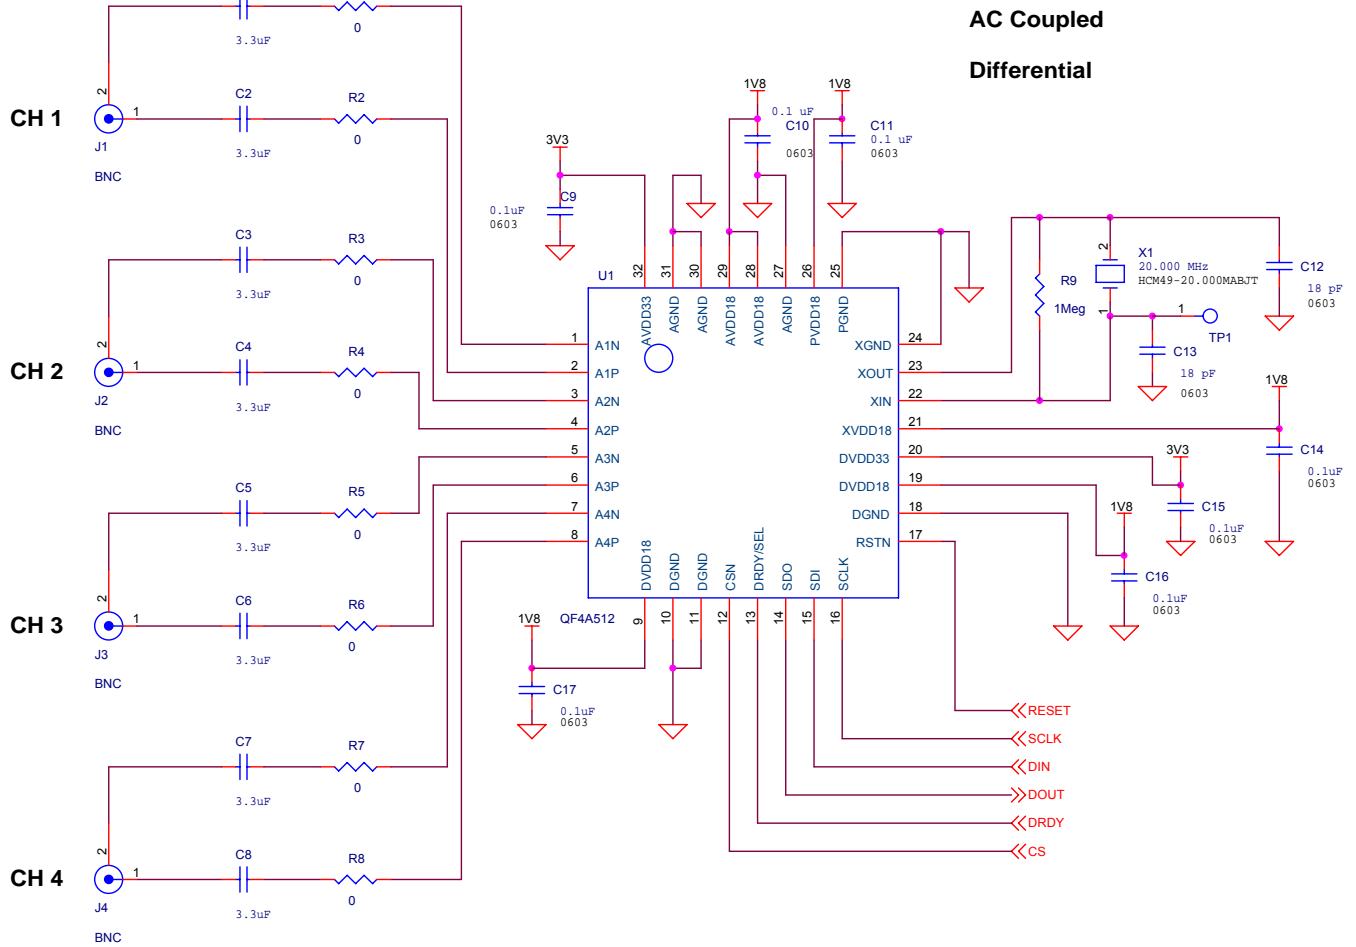 AC Coupled
Differential
3.3uF
0
CH 1
2
1
J1
BNC
C2
3.3uF
R2
0
3V3
C9
0.1uF
0603
1V8
0.1 uF
C10
0603
1V8
C11
0.1 uF
0603
CH 2
2
1
J2
BNC
C3
3.3uF
R3
0
C4
3.3uF
R4
0
CH 3
2
1
J3
BNC
C5
3.3uF
R5
0
C6
3.3uF
R6
0
CH 4
2
1
J4
BNC
C7
3.3uF
R7
0
C8
3.3uF
R8
0
U1
32
31
30
29
28
27
26
25
AVDD33
AGND
AGND
AVDD18
AVDD18
AGND
PVDD18
PGND
1 A1N
2 A1P
3 A2N
4 A2P
5 A3N
6 A3P
7 A4N
8 A4P
XGND 24
XOUT 23
XIN 22
XVDD18 21
DVDD33 20
DVDD18 19
DGND 18
RSTN 17
DVDD18
DGND
DGND
CSN
DRDY/SEL
SDO
SDI
SCLK
9
10
11
12
13
14
15
16
QF4A512
1V8
C17
0.1uF
0603
R9
1Meg
2
1
X1
20.000 MHz
HCM49-20.000MABJT
C12
18 pF
0603
1
TP1
C13
18 pF
0603
1V8
C14
0.1uF
0603
3V3
C15
0.1uF
0603
1V8
C16
0.1uF
0603
RESET
SCLK
DIN
DOUT
DRDY
CS